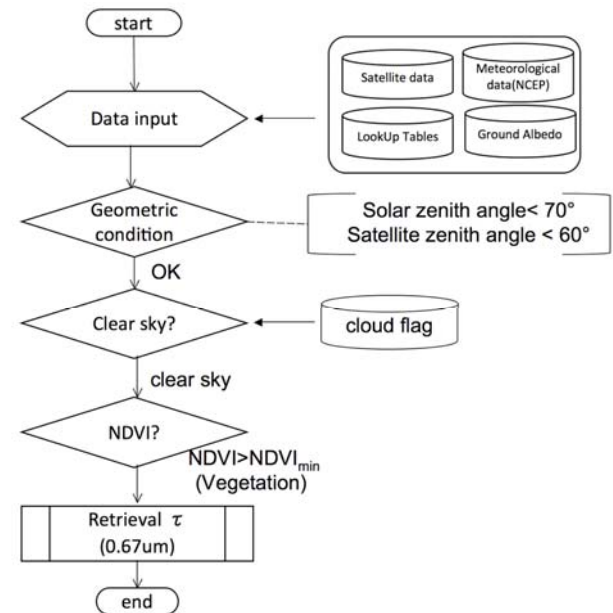 start
Data input
Satellite data
Meteorological
data(NCEP)
LookUp Tables
Ground Albedo
Geometric
condition
Solar zenith angle< 70°
Satellite zenith angle < 60°
OK
Clear sky?
cloud flag
clear sky
NDVI?
NDVI>NDVImin
(Vegetation)
Retrieval τ
(0.67um)
end